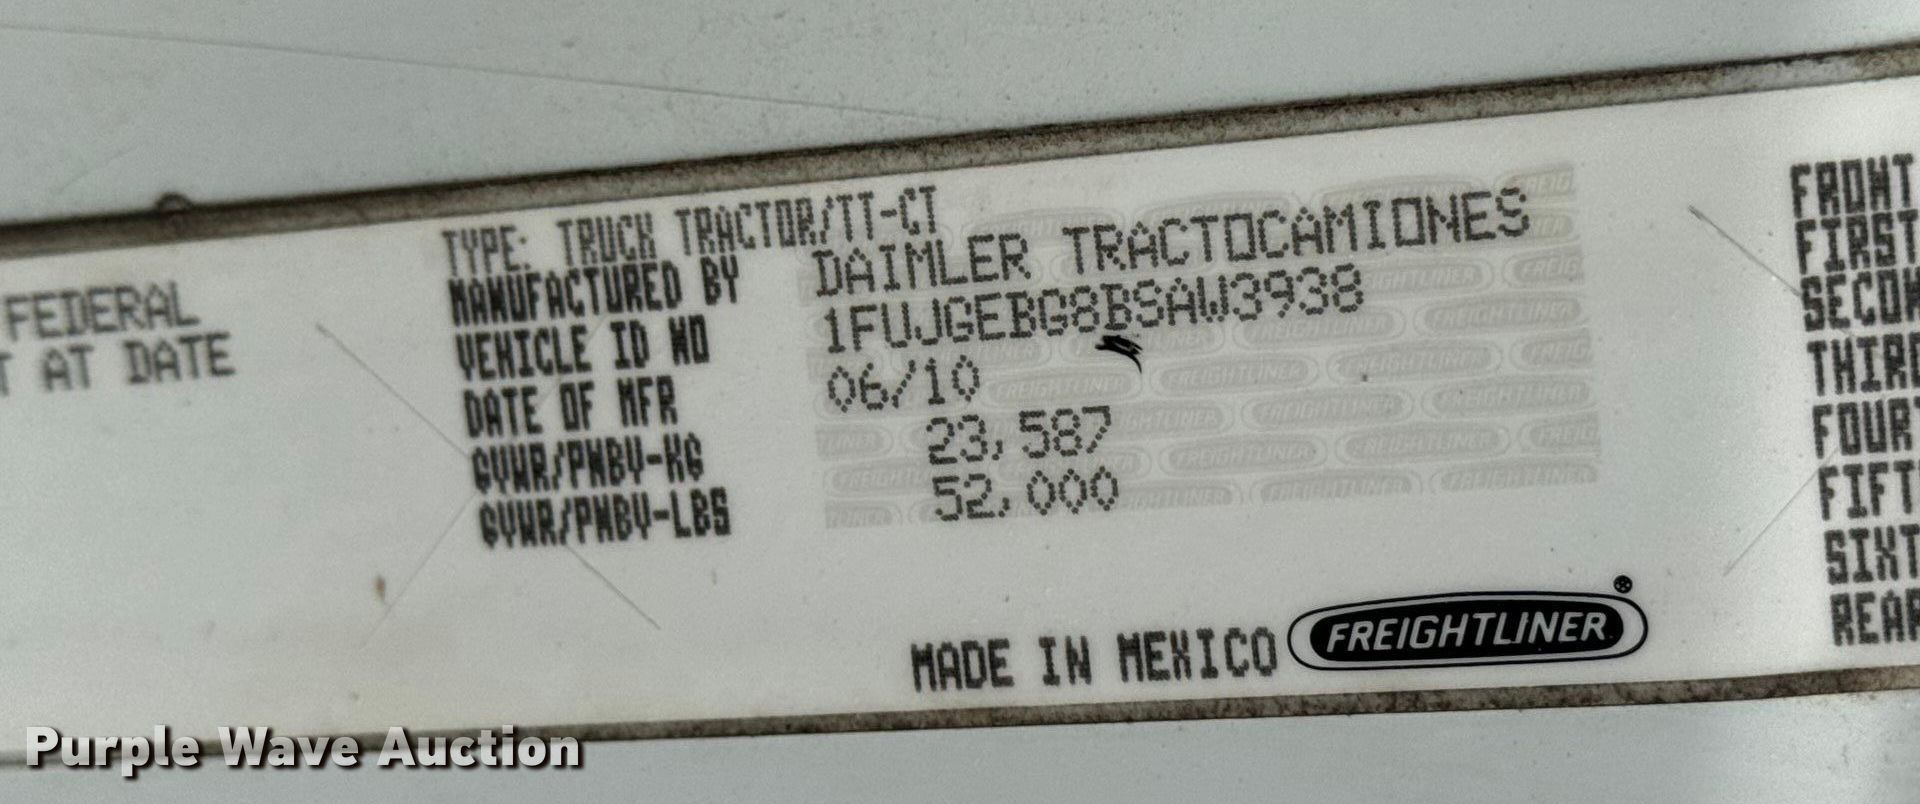 FEDERAL
AT DATE
TYPE: TRUCK TRACTOR/TT-CT
MANUFACTURED BY DAIMLER TRACTOCAMIONES
VEHICLE ID NO 1FUJGEBG8BSAW3938
DATE OF MFR 06/10
GVWR/PNBV-KG 23,587
GVWR/PNBV-LBS 52,000
MADE IN MEXICO FREIGHTLINER
FRONT
FIRST
SECON
THIRD
FOURT
FIFT
SIXT
REAR
Purple Wave Auction